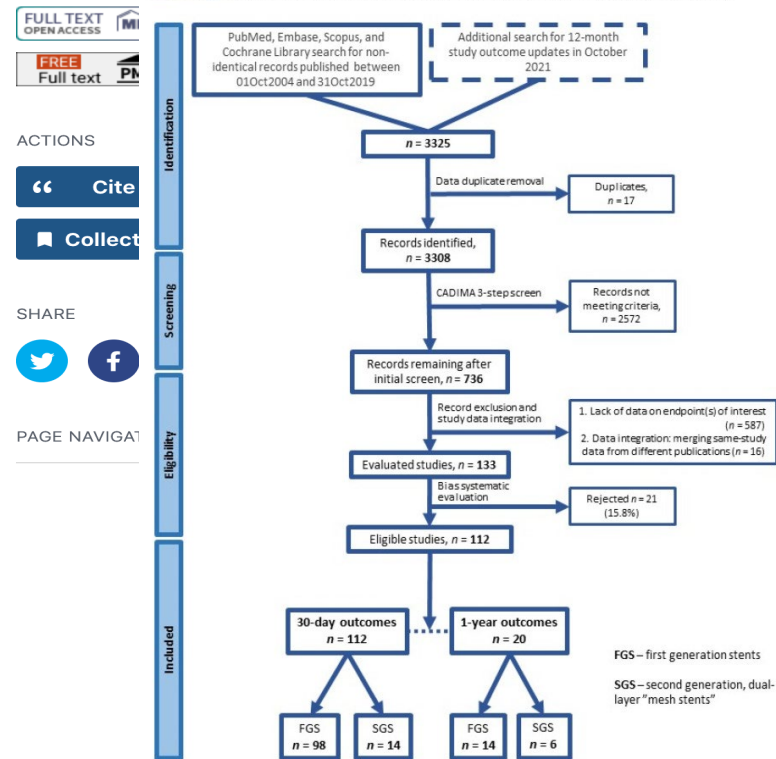 FULL TEXT
OPEN ACCESS
FREE
Full text
ACTIONS
Cite
Collect
SHARE
PAGE NAVIGAT
Identification
Screening
Eligibility
Included
PubMed, Embase, Scopus, and
Cochrane Library search for non-
identical records published between
01Oct2004 and 31Oct2019
Additional search for 12-month
study outcome updates in October
2021
n = 3325
Data duplicate removal
Duplicates,
n = 17
Records identified,
n = 3308
CADIMA 3-step screen
Records not
meeting criteria,
n = 2572
Records remaining after
initial screen, n = 736
Record exclusion and
study data integration
1. Lack of data on endpoint(s) of interest
(n = 587)
2. Data integration: merging same-study
data from different publications (n = 16)
Evaluated studies, n = 133
Bias systematic
evaluation
Rejected n = 21
(15.8%)
Eligible studies, n = 112
30-day outcomes
n = 112
1-year outcomes
n = 20
FGS
n = 98
SGS
n = 14
FGS
n = 14
SGS
n = 6
FGS – first generation stents
SGS – second generation, dual-
layer "mesh stents"